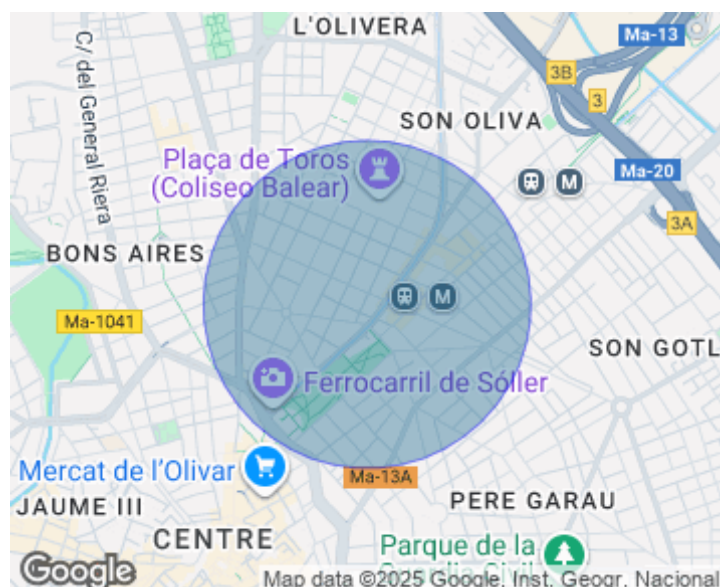 L'OLIVERA
Ma-13
C/ del General Riera
3B
3
SON OLIVA
Plaça de Toros
(Coliseo Balear)
M
Ma-20
3A
BONS AIRES
M
Ma-1041
SON GOTL
Ferrocarril de Sóller
Mercat de l'Olivar
Ma-13A
JAUME III
PERE GARAU
CENTRE
Parque de la
Guardia Civil
Google
Map data ©2025 Google, Inst. Geogr. Nacional